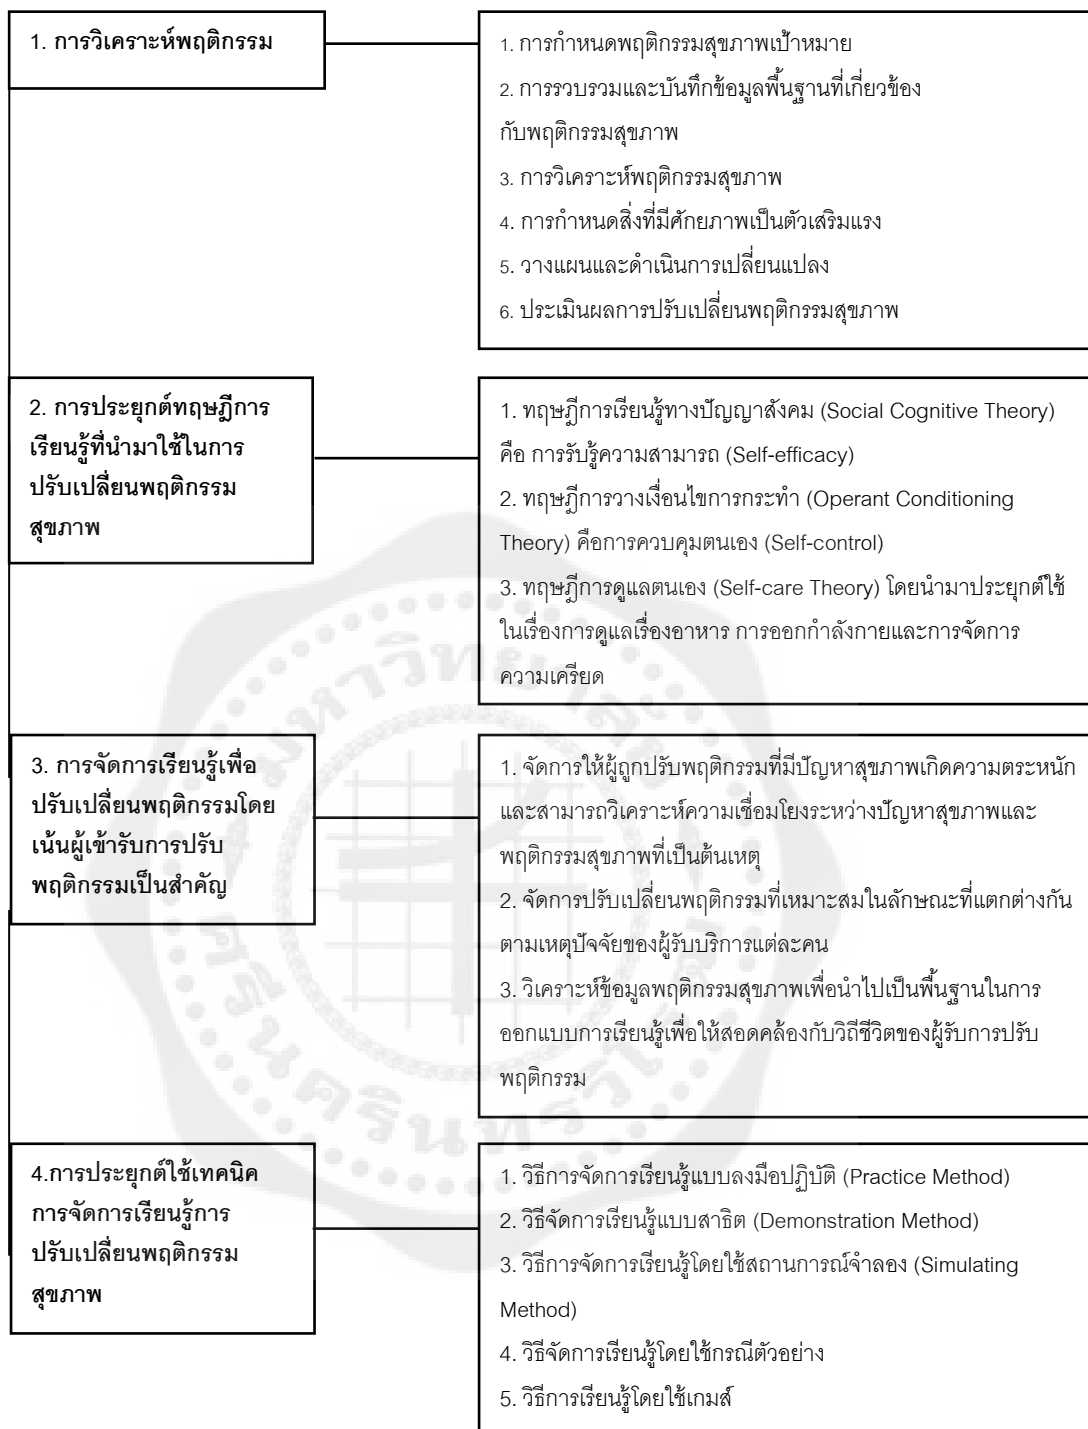 1. การวิเคราะห์พฤติกรรม
1. การกำหนดพฤติกรรมสุขภาพเป้าหมาย
2. การรวบรวมและบันทึกข้อมูลพื้นฐานที่เกี่ยวข้อง
กับพฤติกรรมสุขภาพ
3. การวิเคราะห์พฤติกรรมสุขภาพ
4. การกำหนดสิ่งที่มีศักยภาพเป็นตัวเสริมแรง
5. วางแผนและดำเนินการเปลี่ยนแปลง
6. ประเมินผลการปรับเปลี่ยนพฤติกรรมสุขภาพ
2. การประยุกต์ทฤษฎีการ
เรียนรู้ที่นำมาใช้ในการ
ปรับเปลี่ยนพฤติกรรม
สุขภาพ
1. ทฤษฎีการเรียนรู้ทางปัญญาสังคม (Social Cognitive Theory)
คือ การรับรู้ความสามารถ (Self-efficacy)
2. ทฤษฎีการวางเงื่อนไขการกระทำ (Operant Conditioning
Theory) คือการควบคุมตนเอง (Self-control)
3. ทฤษฎีการดูแลตนเอง (Self-care Theory) โดยนำมาประยุกต์ใช้
ในเรื่องการดูแลเรื่องอาหาร การออกกำลังกายและการจัดการ
ความเครียด
3. การจัดการเรียนรู้เพื่อ
ปรับเปลี่ยนพฤติกรรมโดย
เน้นผู้เข้ารับการปรับ
พฤติกรรมเป็นสำคัญ
1. จัดการให้ผู้ถูกปรับพฤติกรรมที่มีปัญหาสุขภาพเกิดความตระหนัก
และสามารถวิเคราะห์ความเชื่อมโยงระหว่างปัญหาสุขภาพและ
พฤติกรรมสุขภาพที่เป็นต้นเหตุ
2. จัดการปรับเปลี่ยนพฤติกรรมที่เหมาะสมในลักษณะที่แตกต่างกัน
ตามเหตุปัจจัยของผู้รับบริการแต่ละคน
3. วิเคราะห์ข้อมูลพฤติกรรมสุขภาพเพื่อนำไปเป็นพื้นฐานในการ
ออกแบบการเรียนรู้เพื่อให้สอดคล้องกับวิถีชีวิตของผู้รับการปรับ
พฤติกรรม
4.การประยุกต์ใช้เทคนิค
การจัดการเรียนรู้การ
ปรับเปลี่ยนพฤติกรรม
สุขภาพ
1. วิธีการจัดการเรียนรู้แบบลงมือปฏิบัติ (Practice Method)
2. วิธีจัดการเรียนรู้แบบสาธิต (Demonstration Method)
3. วิธีการจัดการเรียนรู้โดยใช้สถานการณ์จำลอง (Simulating
Method)
4. วิธีจัดการเรียนรู้โดยใช้กรณีตัวอย่าง
5. วิธีการเรียนรู้โดยใช้เกมส์
มหาวิทยาลัย
ศรีนครินทรวิโรฒ